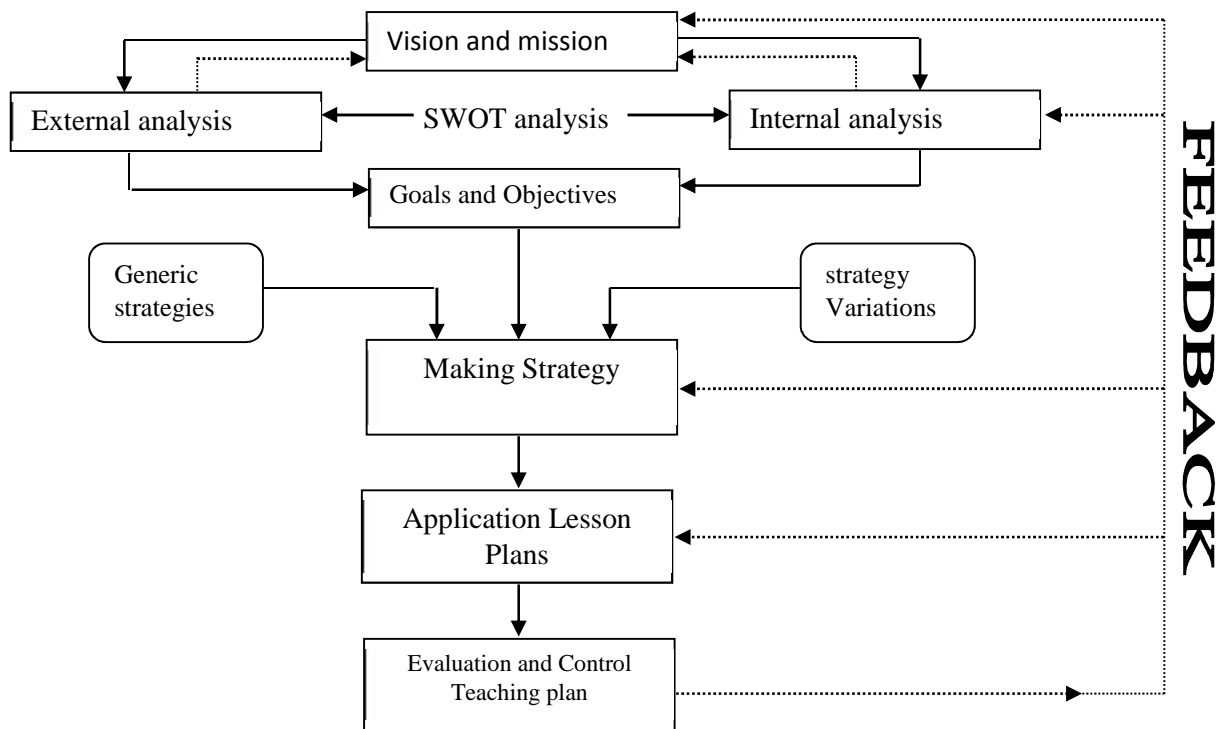 Vision and mission
External analysis
SWOT analysis
Internal analysis
Goals and Objectives
Generic
strategies
strategy
Variations
Making Strategy
Application Lesson
Plans
Evaluation and Control
Teaching plan
FEEDBACK